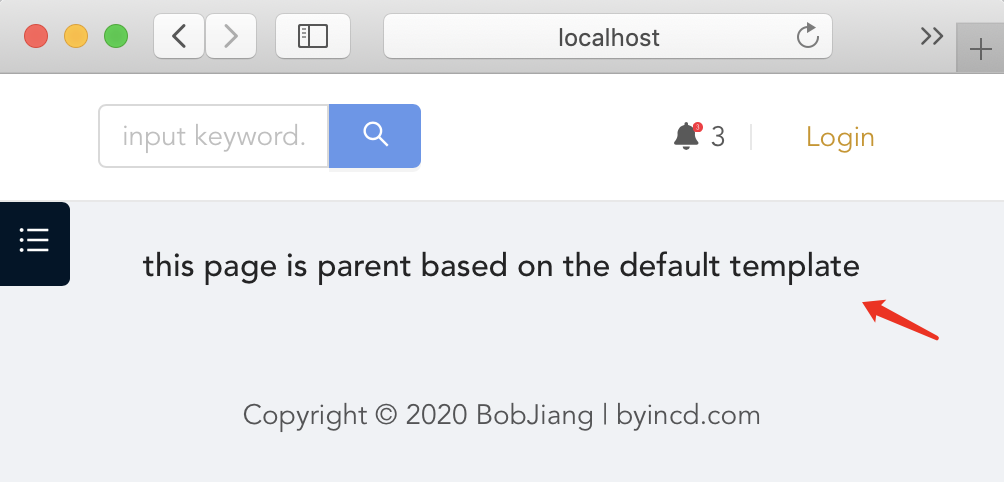 localhost
input keyword.
3
Login
this page is parent based on the default template
Copyright © 2020 BobJiang | byincd.com